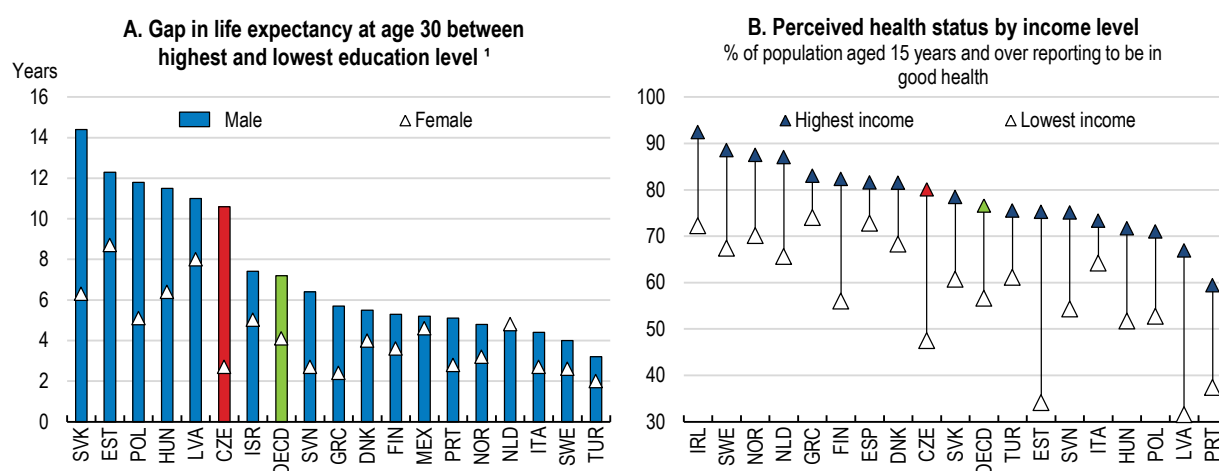 A. Gap in life expectancy at age 30 between
highest and lowest education level ¹
Years
16
14
12
10
8
6
4
2
0
Male
Female
SVK EST POL HUN LVA CZE ISR OECD SVN GRC DNK FIN MEX PRT NOR NLD ITA SWE TUR
B. Perceived health status by income level
% of population aged 15 years and over reporting to be in
good health
100
90
80
70
60
50
40
30
Highest income
Lowest income
IRL SWE NOR NLD GRC FIN ESP DNK CZE SVK OECD TUR EST SVN ITA HUN POL LVA PRT